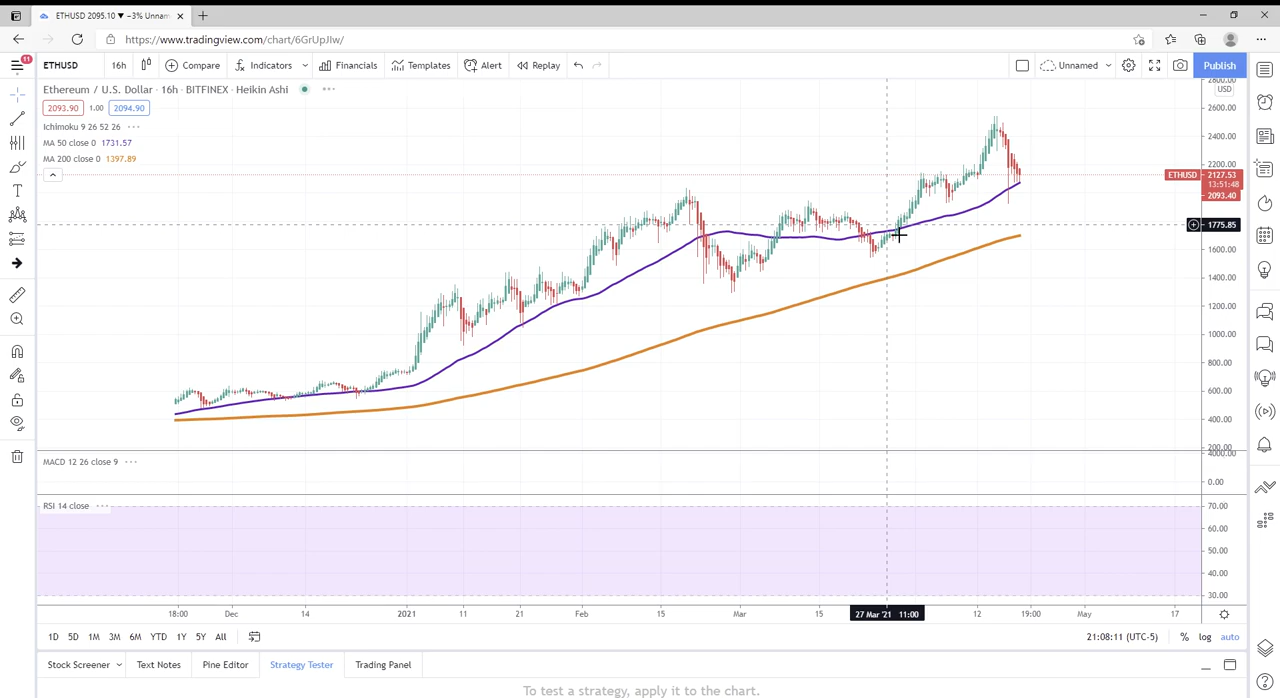 ETHUSD 2095.10 ▼ −3% Unnam
https://www.tradingview.com/chart/6GrUpJIw/
11
ETHUSD 16h Compare Indicators Financials Templates Alert Replay Unnamed Publish
Ethereum / U.S. Dollar · 16h · BITFINEX · Heikin Ashi
2093.90 1.00 2094.90
Ichimoku 9 26 52 26
MA 50 close 0 1731.57
MA 200 close 0 1397.89
2800.00
USD
2600.00
2400.00
2200.00
ETHUSD 2127.53
13:51:48
2093.40
1775.85
1600.00
1400.00
1200.00
1000.00
800.00
600.00
400.00
200.00
4000.00
MACD 12 26 close 9
0.00
RSI 14 close
70.00
60.00
50.00
40.00
30.00
18:00 Dec 14 2021 11 21 Feb 15 Mar 15 27 Mar '21 11:00 12 19:00 May 17
1D 5D 1M 3M 6M YTD 1Y 5Y All 21:08:11 (UTC-5) % log auto
Stock Screener Text Notes Pine Editor Strategy Tester Trading Panel
To test a strategy, apply it to the chart.